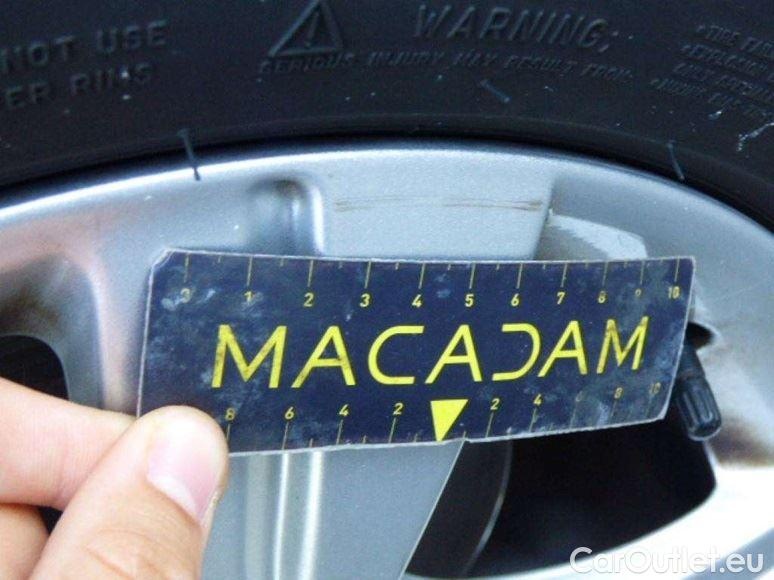 NOT USE
ER RIMS
WARNING:
SERIOUS INJURY MAY RESULT FROM:
0 1 2 3 4 5 6 7 8 9 10
MACADAM
8 6 4 2 2 4 6 8 10
CarOutlet.eu